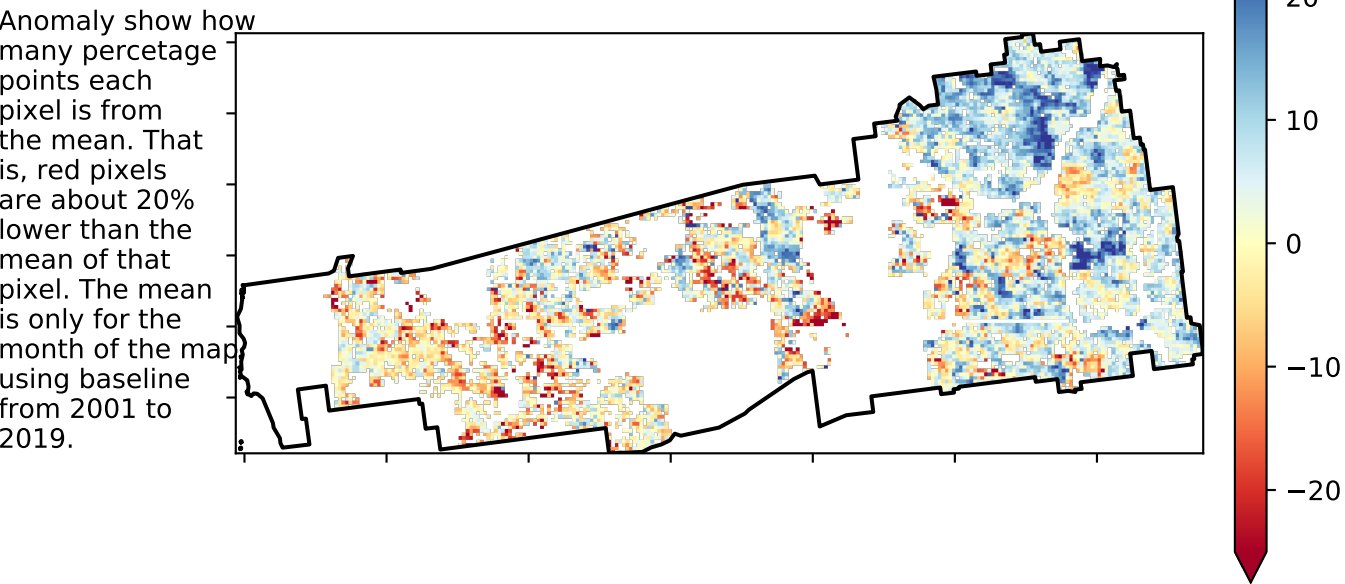 Anomaly show how
many percetage
points each
pixel is from
the mean. That
is, red pixels
are about 20%
lower than the
mean of that
pixel. The mean
is only for the
month of the map
using baseline
from 2001 to
2019.
20
10
0
−10
−20